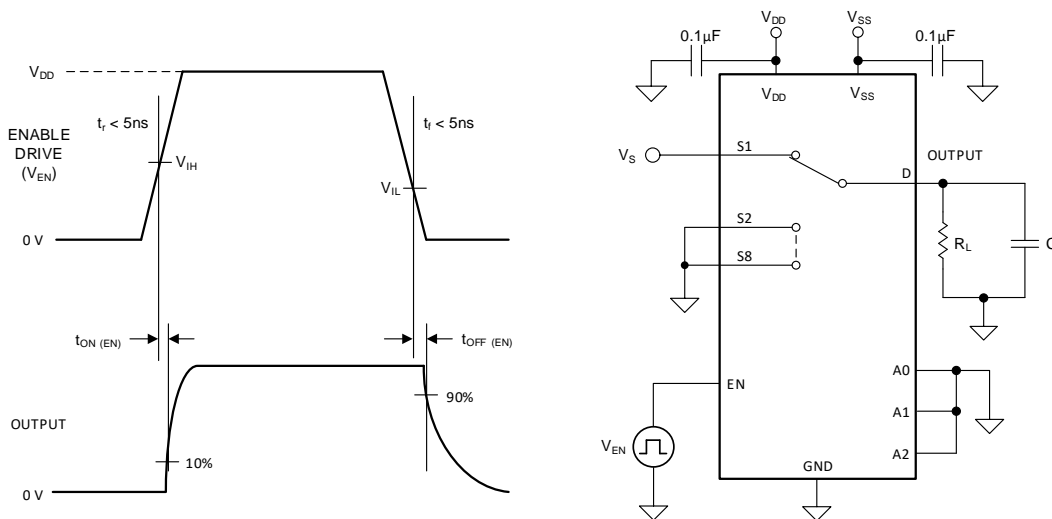 V_DD
t_r < 5ns
t_f < 5ns
ENABLE
DRIVE
(V_EN)
V_IH
V_IL
0 V
t_ON (EN)
t_OFF (EN)
90%
OUTPUT
10%
0 V
V_DD
V_SS
0.1µF
0.1µF
V_DD
V_SS
V_S
S1
OUTPUT
D
S2
S8
R_L
A0
EN
A1
V_EN
A2
GND